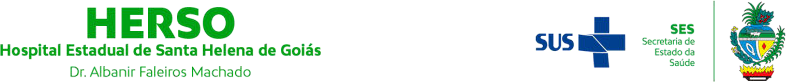 HERSO
Hospital Estadual de Santa Helena de Goiás
Dr. Albanir Faleiros Machado
SUS
SES
Secretaria de
Estado da
Saúde